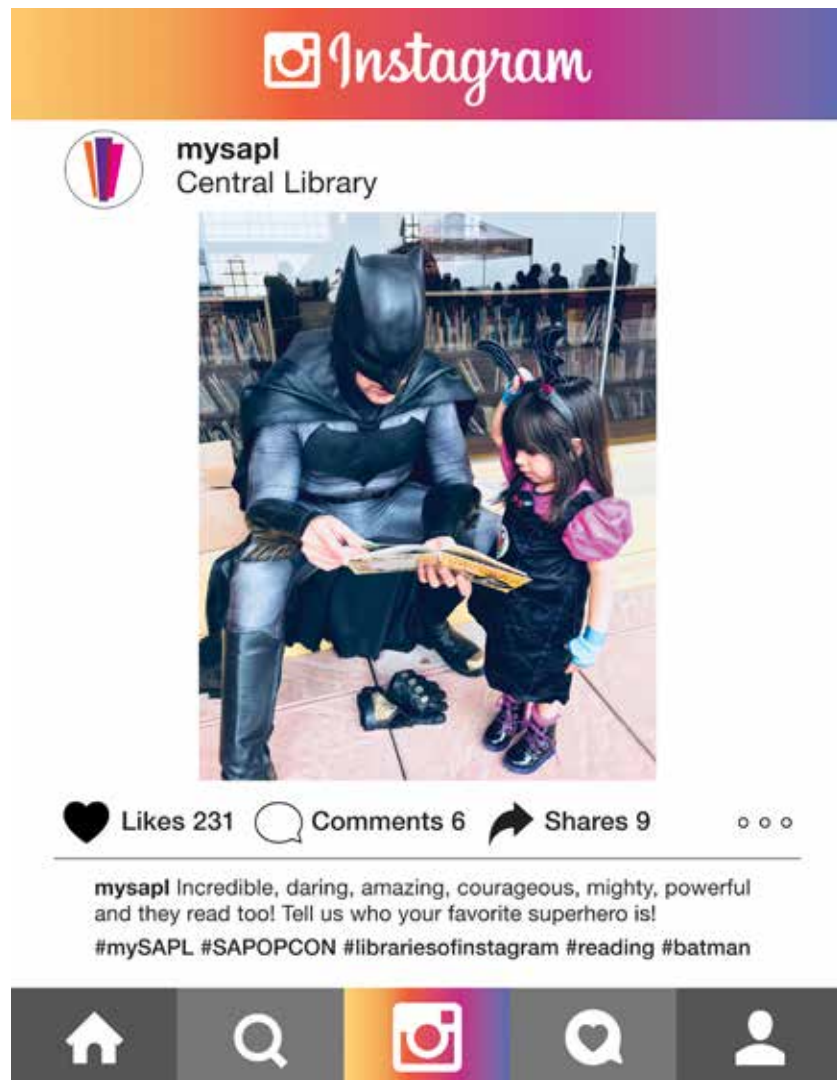 Instagram
mysapl
Central Library
Likes 231 Comments 6 Shares 9
mysapl Incredible, daring, amazing, courageous, mighty, powerful
and they read too! Tell us who your favorite superhero is!
#mySAPL #SAPOPCON #librariesofinstagram #reading #batman